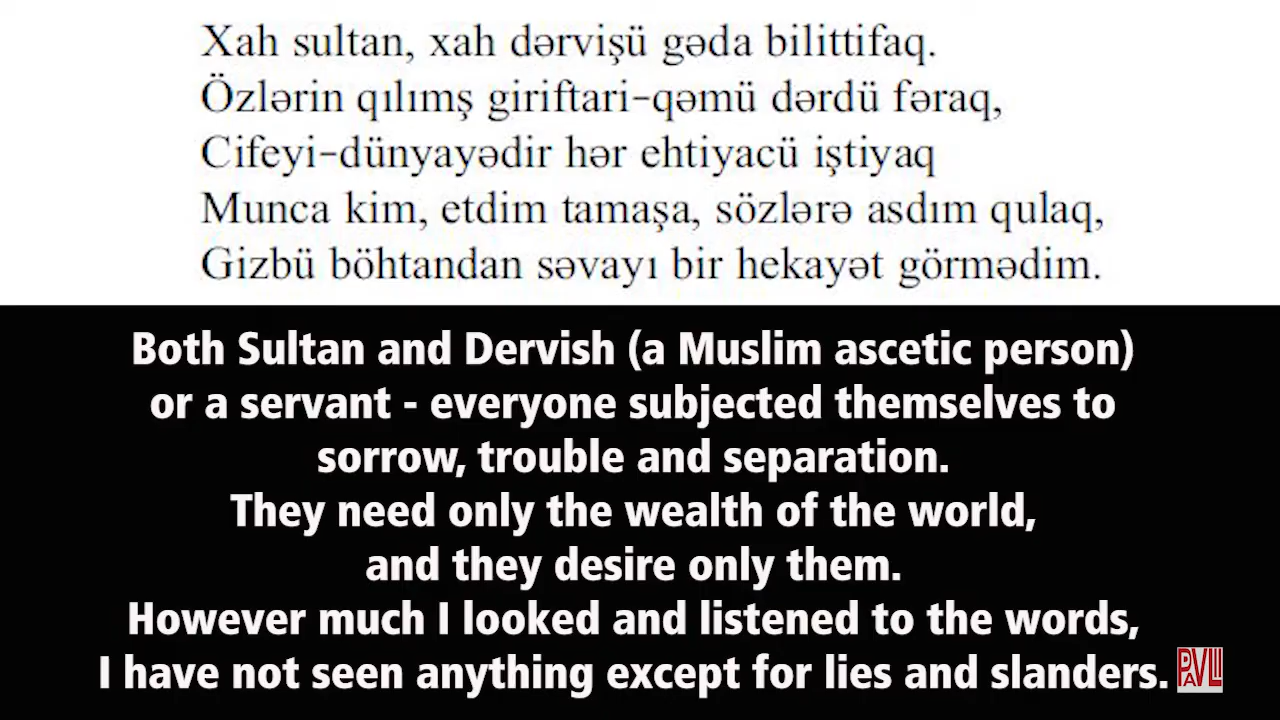 Xah sultan, xah dərvişü gəda bilittifaq.
Özlərin qılımş giriftari-qəmü dərdü fəraq,
Cifeyi-dünyayədir hər ehtiyacü iştiyaq
Munca kim, etdim tamaşa, sözlərə asdım qulaq,
Gizbü böhtandan səvayı bir hekayət görmədim.
Both Sultan and Dervish (a Muslim ascetic person)
or a servant - everyone subjected themselves to
sorrow, trouble and separation.
They need only the wealth of the world,
and they desire only them.
However much I looked and listened to the words,
I have not seen anything except for lies and slanders.
PAVLI